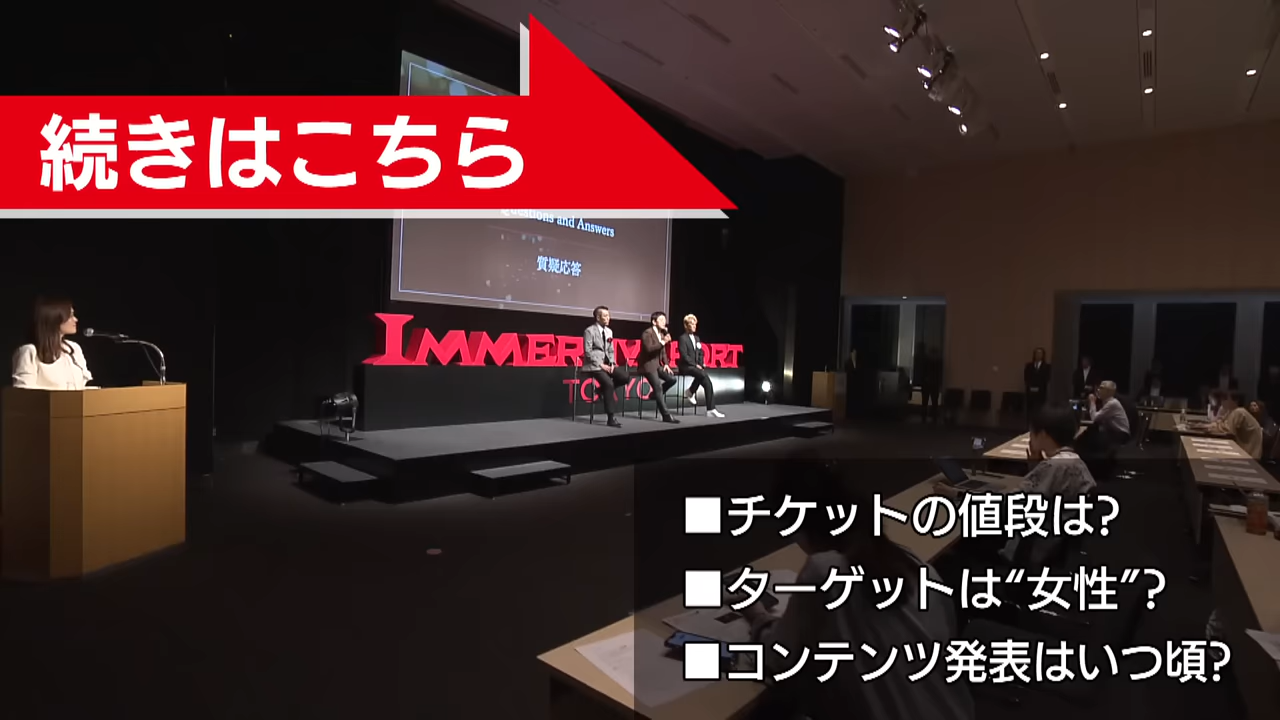 続きはこちら
Questions and Answers
質疑応答
IMMERSIVE FORT
TOKYO
■チケットの値段は?
■ターゲットは“女性”?
■コンテンツ発表はいつ頃?